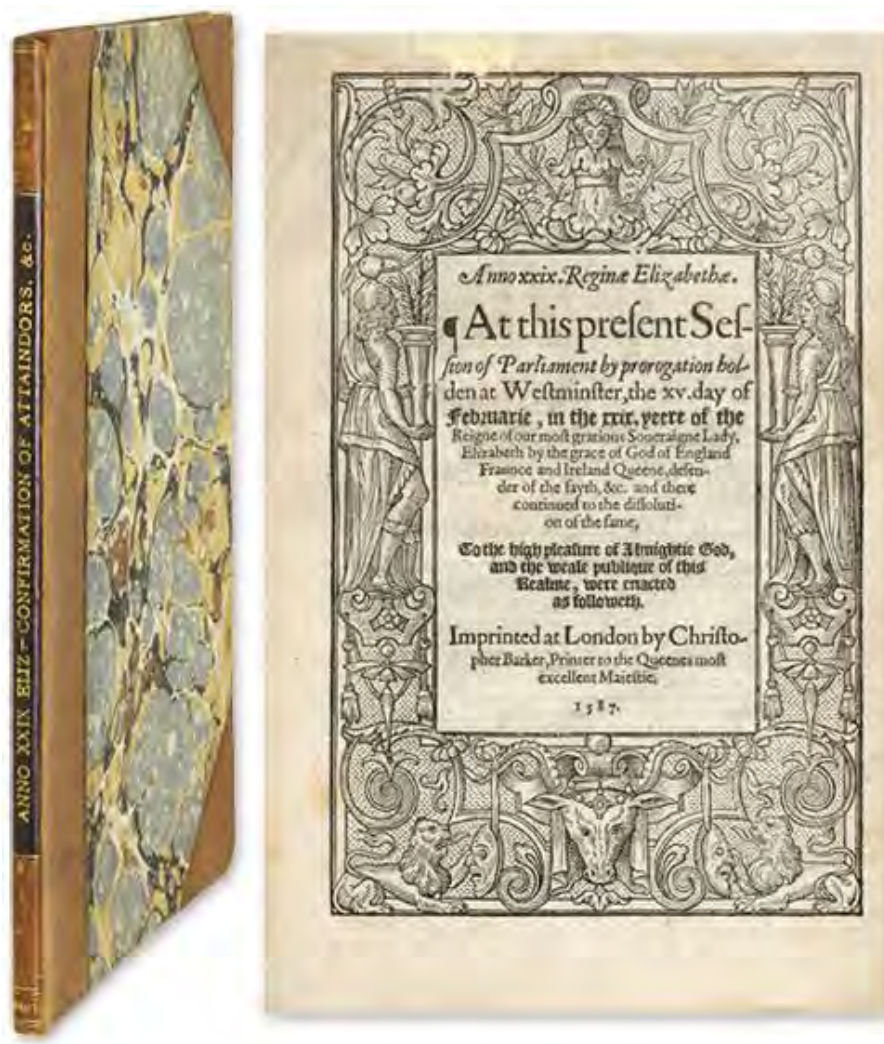 ANNO XXIX ELIZ – CONFIRMATION OF ATTAINDORS, &c.
Anno xxix. Reginæ Elizabethæ.
¶ At this preſent Seſ-
ſion of Parliament by prorogation hol-
den at Weſtminſter, the xv. day of
Februarie, in the xxix. yeere of the
Reigne of our moſt gratious Soueraigne Lady,
Elizabeth by the grace of God of England
Fraunce and Ireland Queene, defen-
der of the fayth, &c. and there
continued to the diſſoluti-
on of the ſame,
To the high pleaſure of Almightie God,
and the weale publique of this
Realme, were enacted
as followeth.
Imprinted at London by Chriſto-
pher Barker, Printer to the Queenes moſt
excellent Maieſtie.
1587.